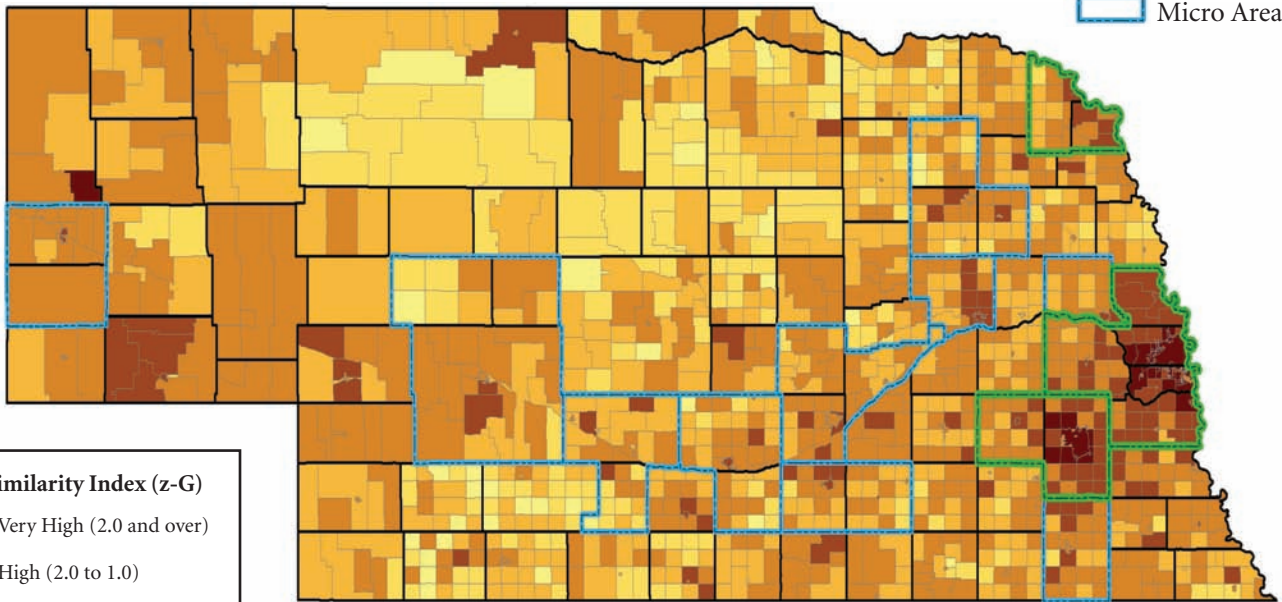 Micro Area
imilarity Index (z-G)
Very High (2.0 and over)
High (2.0 to 1.0)